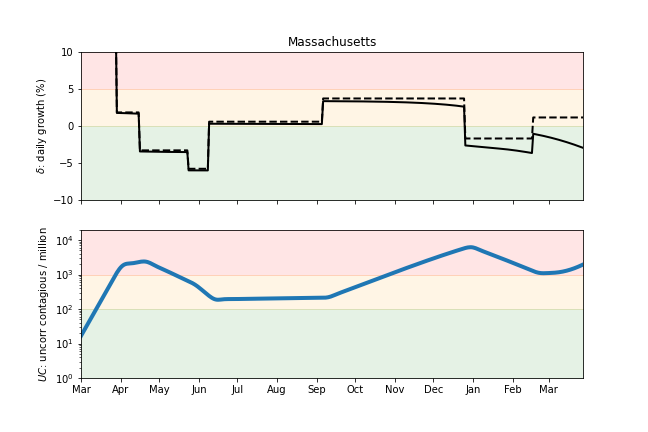 Massachusetts
δ: daily growth (%)
10
5
0
−5
−10
UC: uncorr contagious / million
10⁴
10³
10²
10¹
10⁰
Mar Apr May Jun Jul Aug Sep Oct Nov Dec Jan Feb Mar